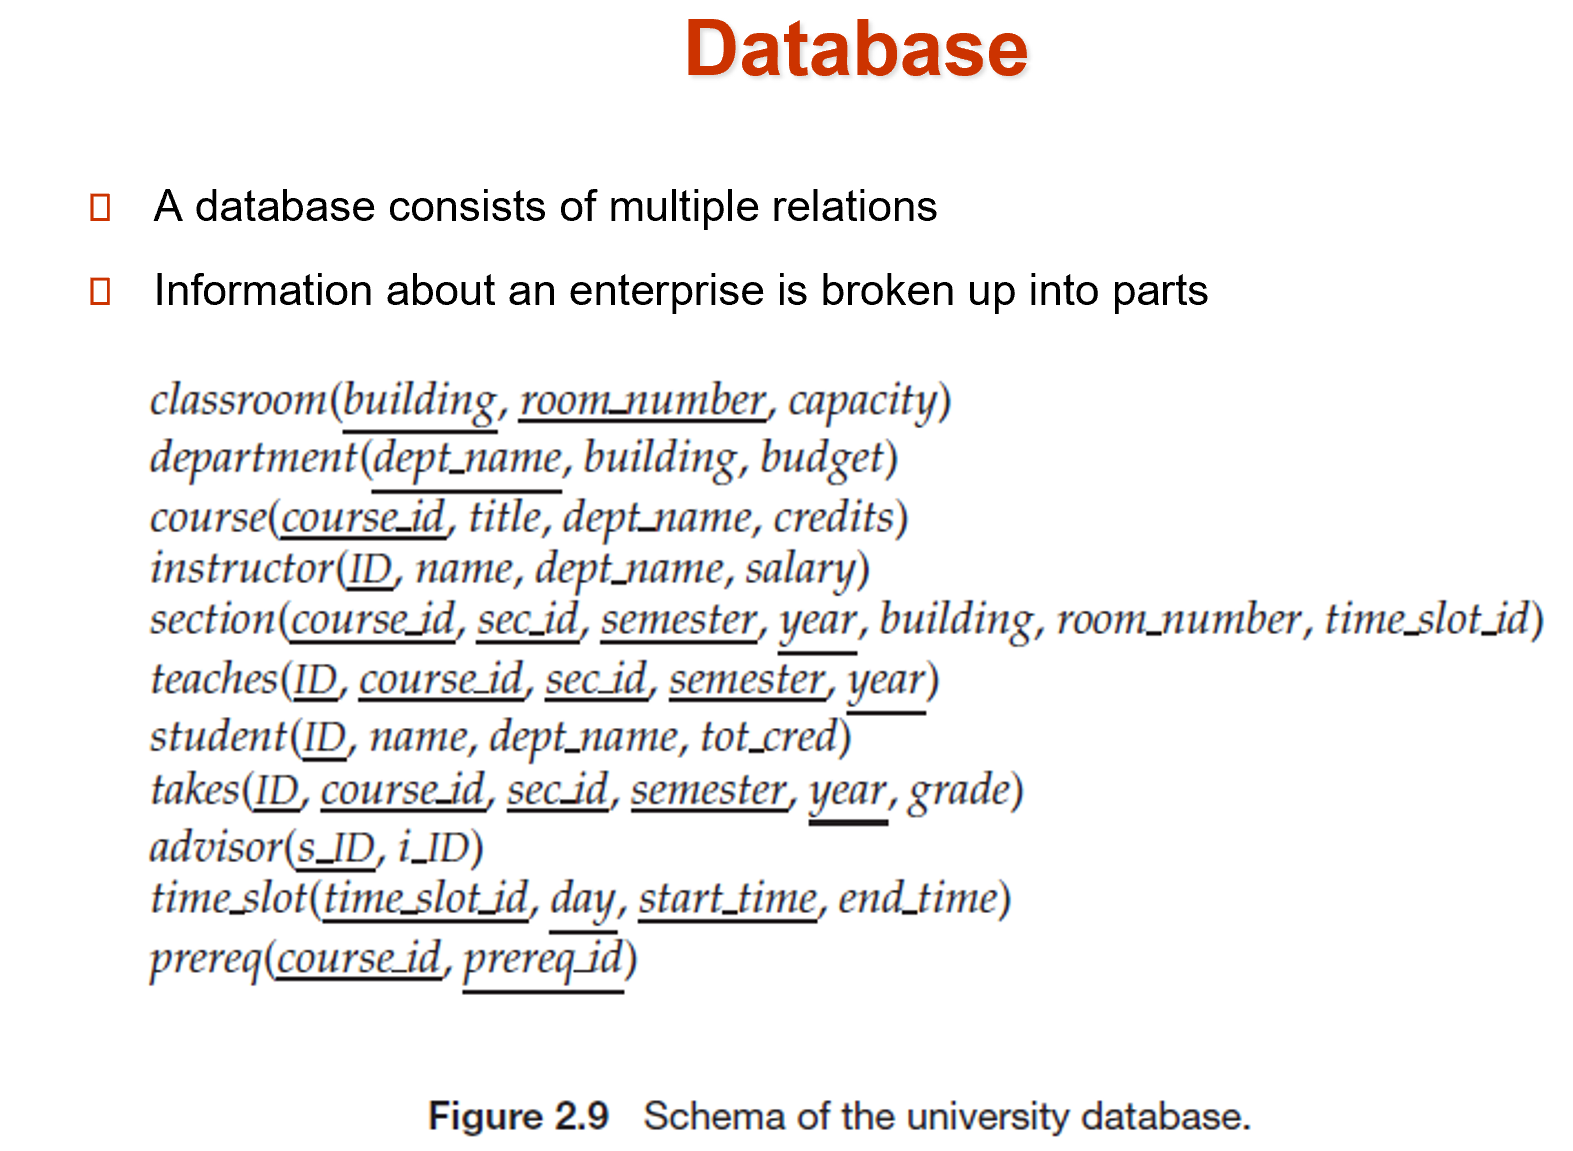 Database
A database consists of multiple relations
Information about an enterprise is broken up into parts
classroom(building, room_number, capacity)
department(dept_name, building, budget)
course(course_id, title, dept_name, credits)
instructor(ID, name, dept_name, salary)
section(course_id, sec_id, semester, year, building, room_number, time_slot_id)
teaches(ID, course_id, sec_id, semester, year)
student(ID, name, dept_name, tot_cred)
takes(ID, course_id, sec_id, semester, year, grade)
advisor(s_ID, i_ID)
time_slot(time_slot_id, day, start_time, end_time)
prereq(course_id, prereq_id)
Figure 2.9 Schema of the university database.